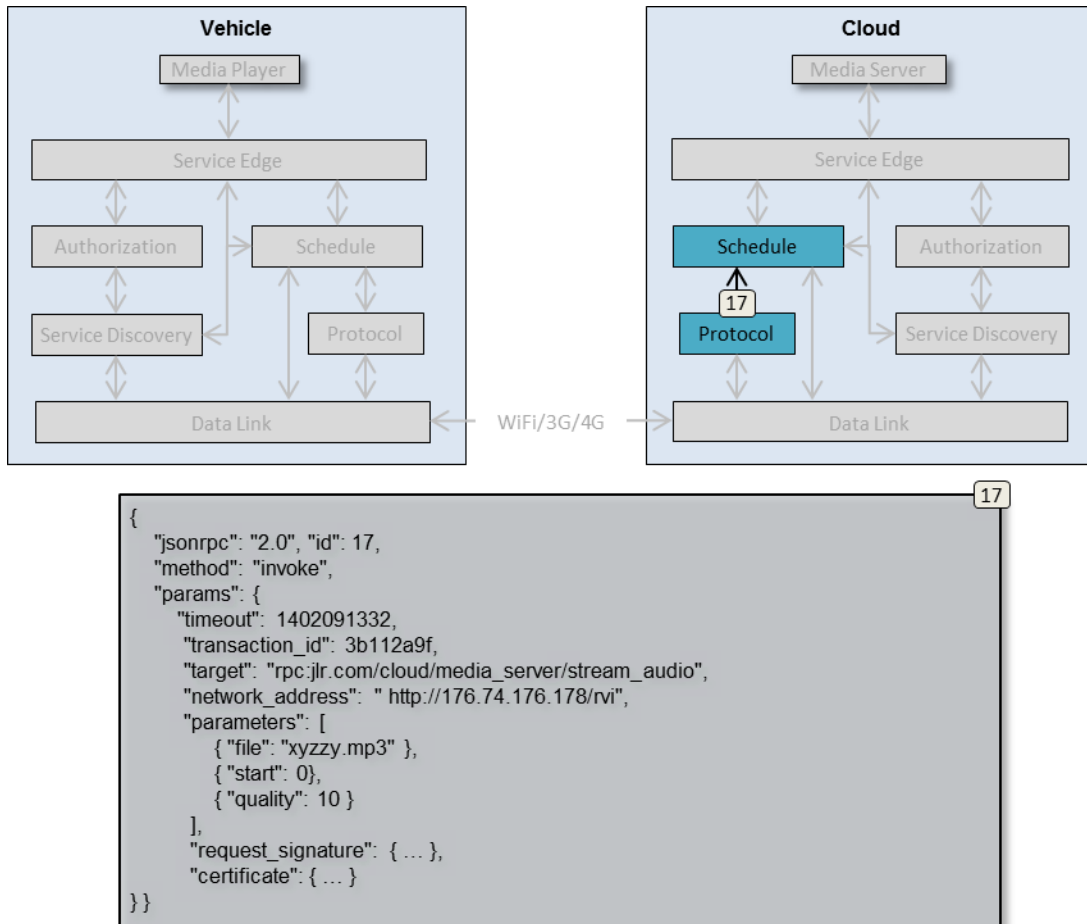 Vehicle
Media Player
Service Edge
Authorization
Schedule
Service Discovery
Protocol
Data Link
WiFi/3G/4G
Cloud
Media Server
Service Edge
Schedule
Authorization
17
Protocol
Service Discovery
Data Link
17
{
"jsonrpc": "2.0", "id": 17,
"method": "invoke",
"params": {
"timeout": 1402091332,
"transaction_id": 3b112a9f,
"target": "rpc:jlr.com/cloud/media_server/stream_audio",
"network_address": " http://176.74.176.178/rvi",
"parameters": [
{ "file": "xyzzy.mp3" },
{ "start": 0},
{ "quality": 10 }
],
"request_signature": { ... },
"certificate": { ... }
} }